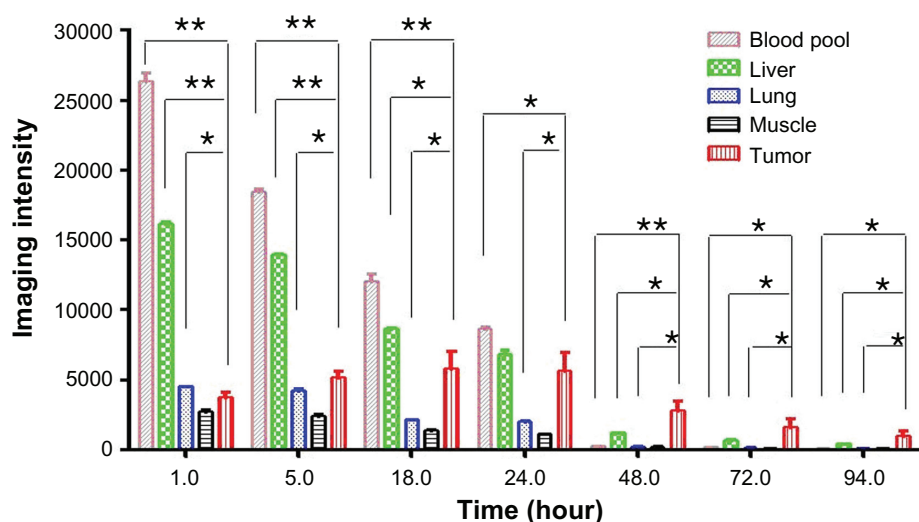 30000
25000
20000
15000
10000
5000
0
Imaging intensity
** ** **
** ** *
* * * * *
** * *
* * *
* * *
Blood pool
Liver
Lung
Muscle
Tumor
1.0 5.0 18.0 24.0 48.0 72.0 94.0
Time (hour)